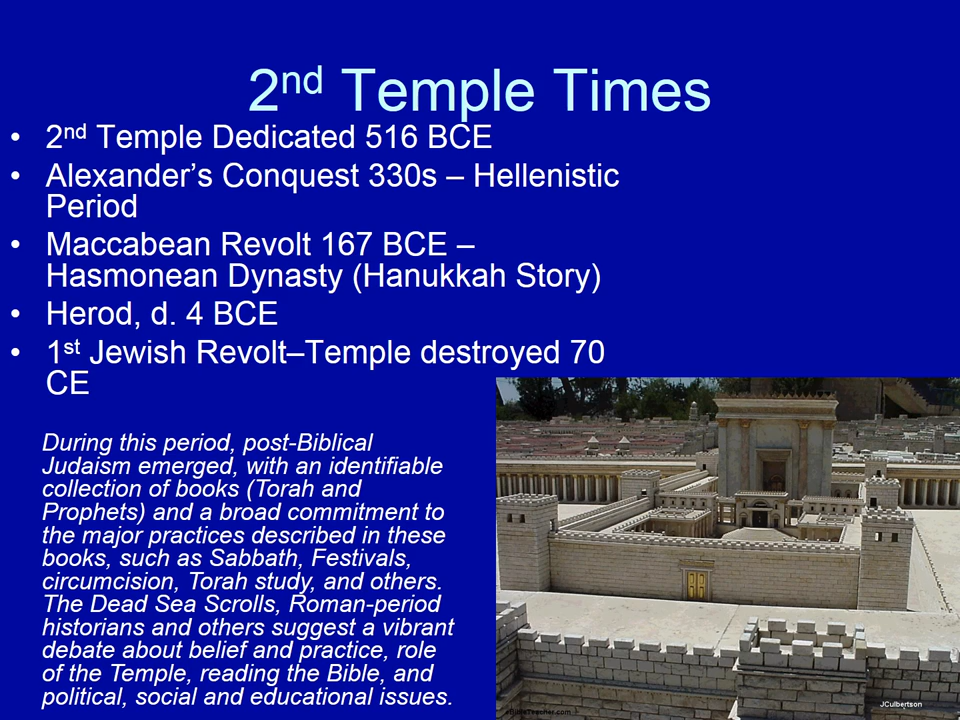 2nd Temple Times
• 2nd Temple Dedicated 516 BCE
• Alexander's Conquest 330s – Hellenistic
Period
• Maccabean Revolt 167 BCE –
Hasmonean Dynasty (Hanukkah Story)
• Herod, d. 4 BCE
• 1st Jewish Revolt–Temple destroyed 70
CE
During this period, post-Biblical
Judaism emerged, with an identifiable
collection of books (Torah and
Prophets) and a broad commitment to
the major practices described in these
books, such as Sabbath, Festivals,
circumcision, Torah study, and others.
The Dead Sea Scrolls, Roman-period
historians and others suggest a vibrant
debate about belief and practice, role
of the Temple, reading the Bible, and
political, social and educational issues.
JCulbertson